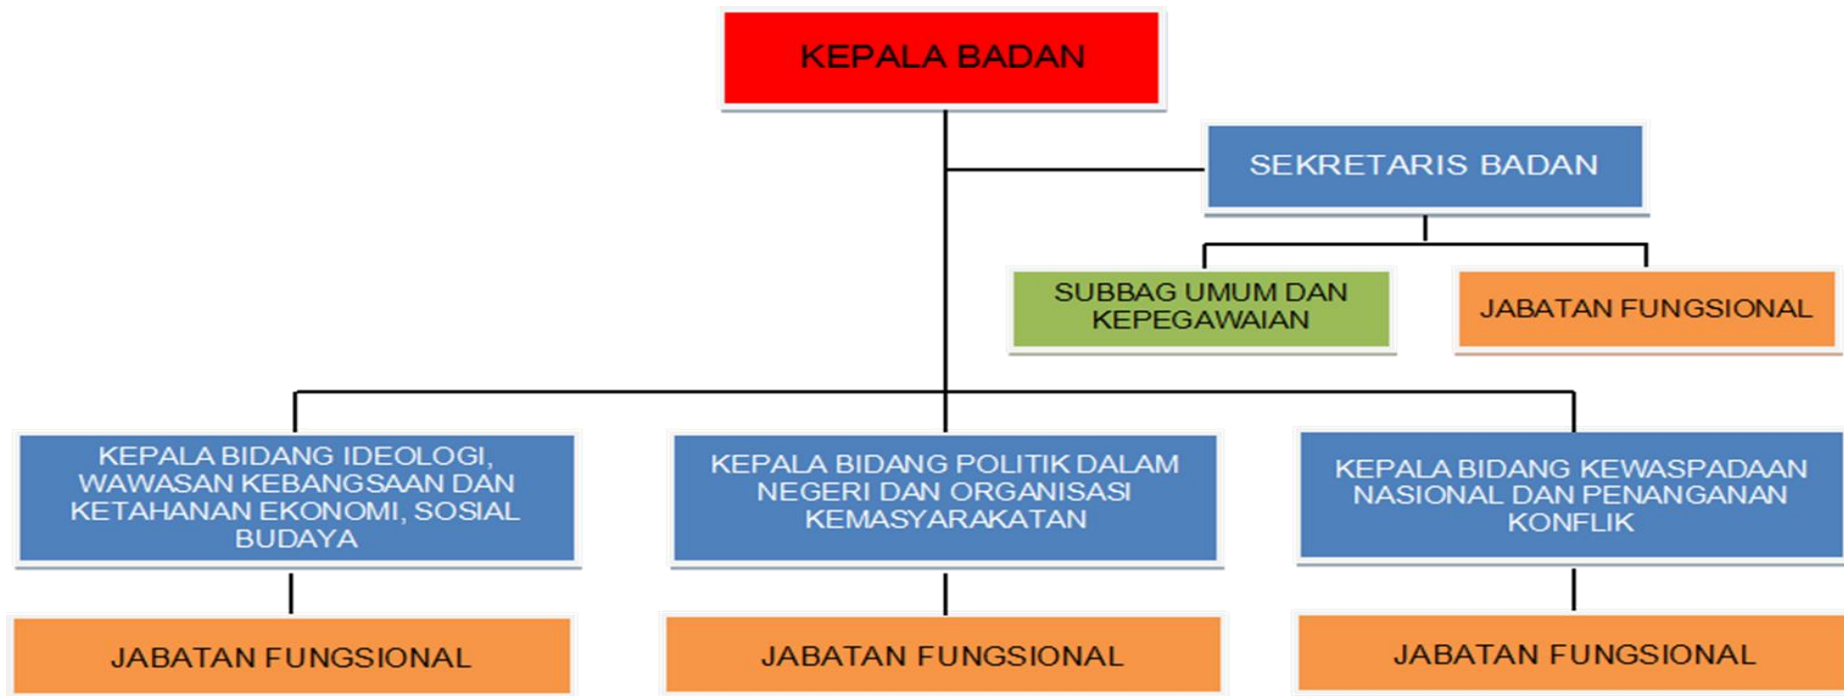 KEPALA BADAN
SEKRETARIS BADAN
SUBBAG UMUM DAN
KEPEGAWAIAN
JABATAN FUNGSIONAL
KEPALA BIDANG IDEOLOGI,
WAWASAN KEBANGSAAN DAN
KETAHANAN EKONOMI, SOSIAL
BUDAYA
KEPALA BIDANG POLITIK DALAM
NEGERI DAN ORGANISASI
KEMASYARAKATAN
KEPALA BIDANG KEWASPADAAN
NASIONAL DAN PENANGANAN
KONFLIK
JABATAN FUNGSIONAL
JABATAN FUNGSIONAL
JABATAN FUNGSIONAL